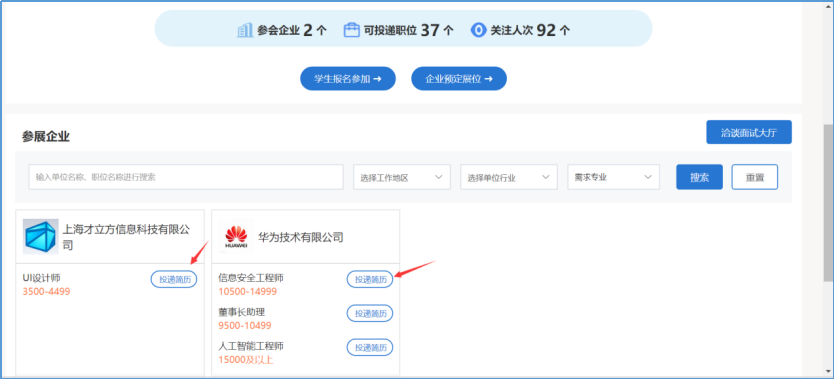 参会企业 2 个 可投递职位 37 个 关注人次 92 个
学生报名参加 → 企业预定展位 →
参展企业 洽谈面试大厅
输入单位名称、职位名称进行搜索 选择工作地区 选择单位行业 需求专业 搜索 重置
上海才立方信息科技有限公
司
HUAWEI 华为技术有限公司
UI设计师 投递简历
3500-4499
信息安全工程师 投递简历
10500-14999
董事长助理 投递简历
9500-10499
人工智能工程师 投递简历
15000及以上